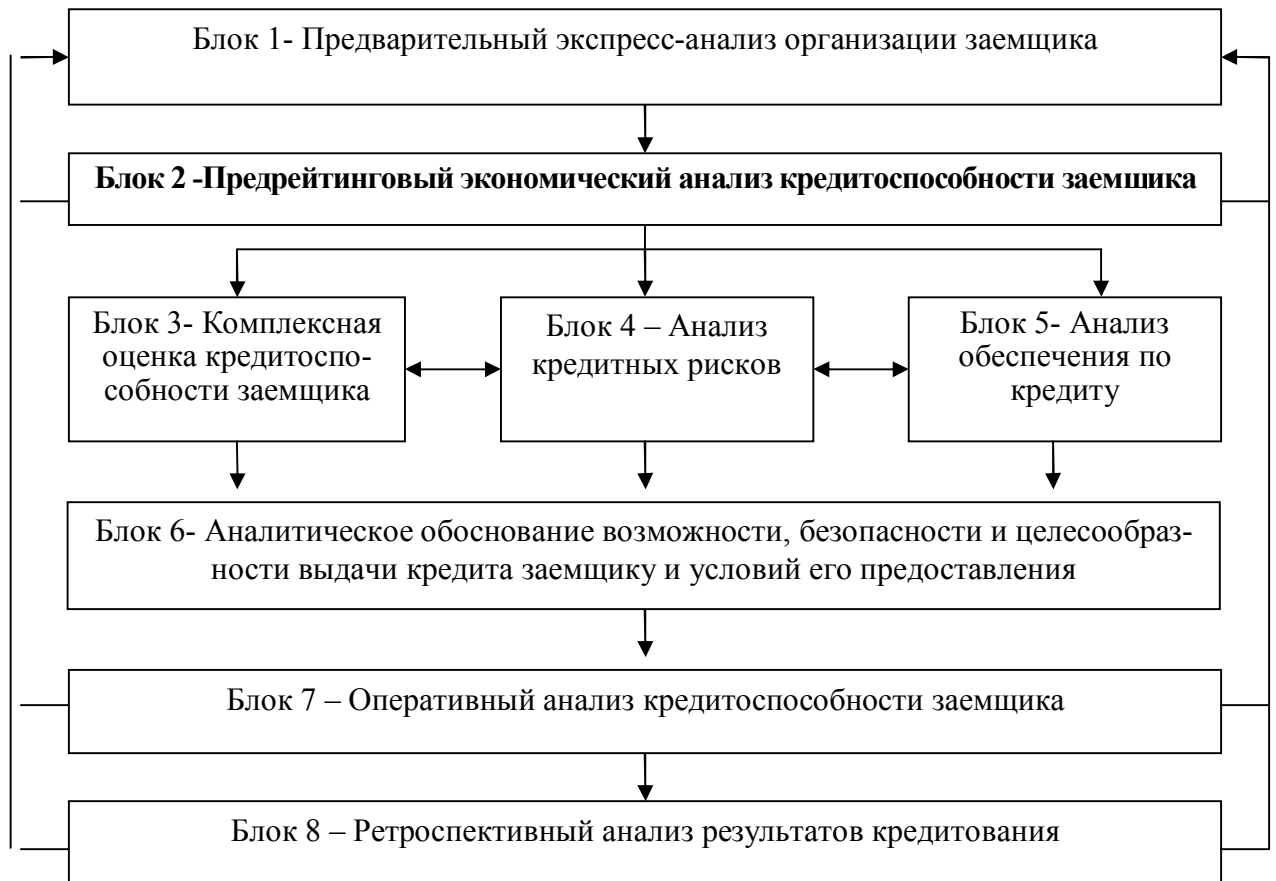 Блок 1- Предварительный экспресс-анализ организации заемщика
Блок 2 -Предрейтинговый экономический анализ кредитоспособности заемщика
Блок 3- Комплексная
оценка кредитоспо-
собности заемщика
Блок 4 – Анализ
кредитных рисков
Блок 5- Анализ
обеспечения по
кредиту
Блок 6- Аналитическое обоснование возможности, безопасности и целесообраз-
ности выдачи кредита заемщику и условий его предоставления
Блок 7 – Оперативный анализ кредитоспособности заемщика
Блок 8 – Ретроспективный анализ результатов кредитования